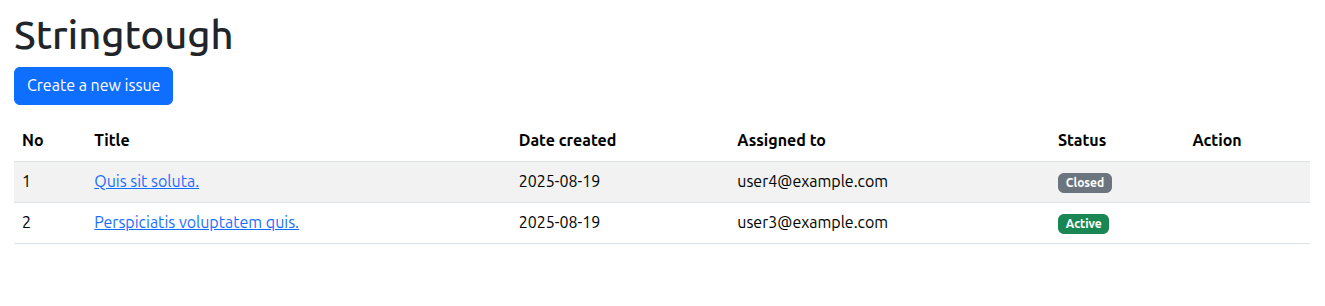 Stringtough
Create a new issue
No Title Date created Assigned to Status Action
1 Quis sit soluta. 2025-08-19 user4@example.com Closed
2 Perspiciatis voluptatem quis. 2025-08-19 user3@example.com Active